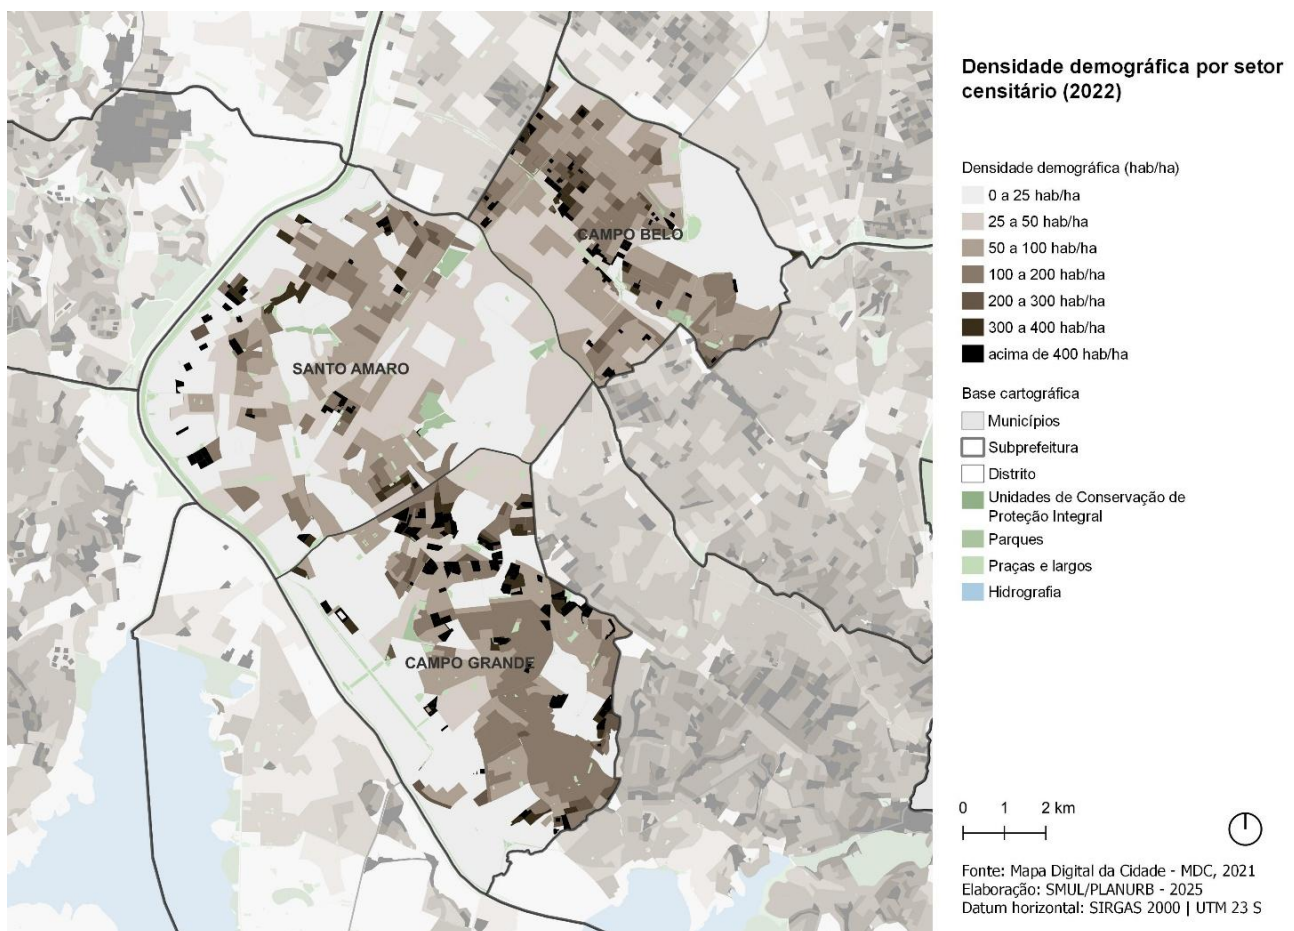 Densidade demográfica por setor
censitário (2022)
Densidade demográfica (hab/ha)
0 a 25 hab/ha
25 a 50 hab/ha
50 a 100 hab/ha
100 a 200 hab/ha
200 a 300 hab/ha
300 a 400 hab/ha
acima de 400 hab/ha
Base cartográfica
Municípios
Subprefeitura
Distrito
Unidades de Conservação de
Proteção Integral
Parques
Praças e largos
Hidrografia
CAMPO BELO
SANTO AMARO
CAMPO GRANDE
0 1 2 km
Fonte: Mapa Digital da Cidade - MDC, 2021
Elaboração: SMUL/PLANURB - 2025
Datum horizontal: SIRGAS 2000 | UTM 23 S